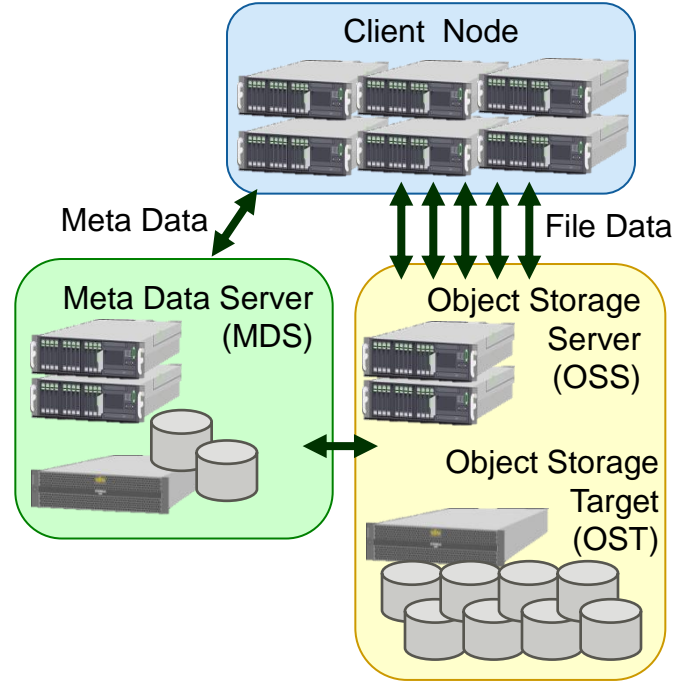 Client Node
Meta Data
File Data
Meta Data Server
(MDS)
Object Storage
Server
(OSS)
Object Storage
Target
(OST)